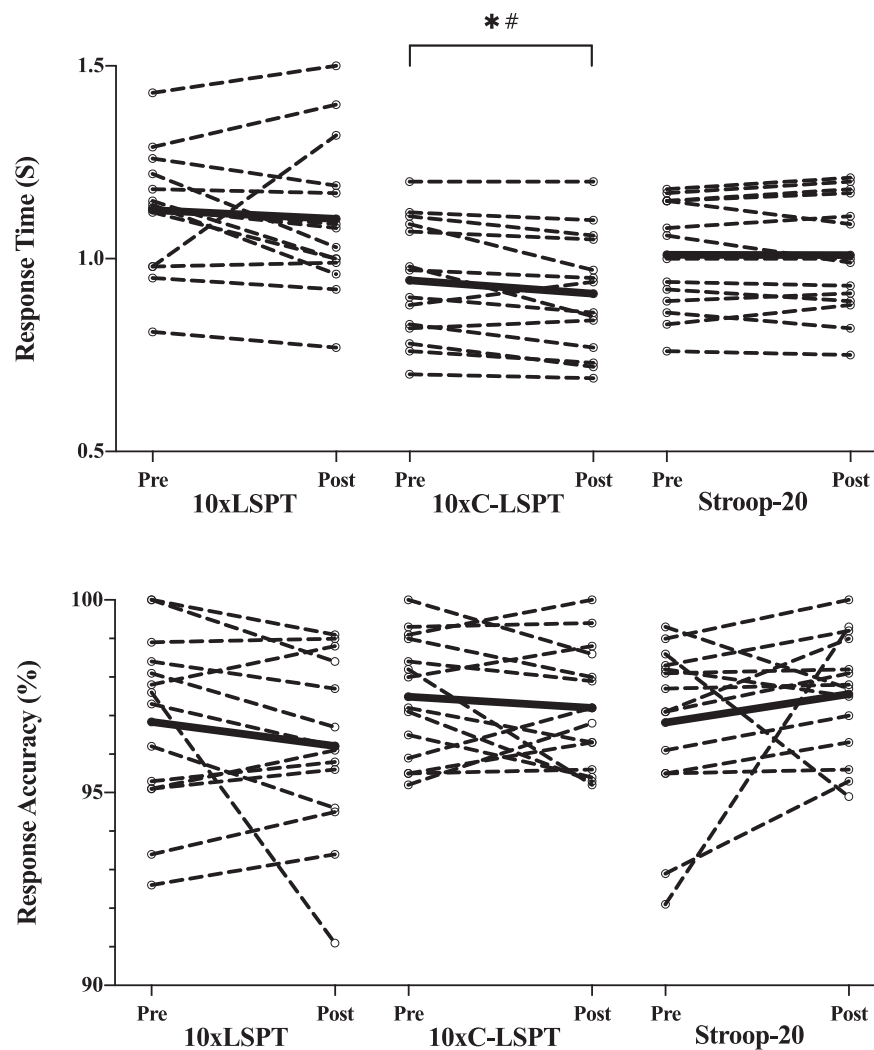 * #
Response Time (S)
1.5
1.0
0.5
Pre Post Pre Post Pre Post
10xLSPT 10xC-LSPT Stroop-20
Response Accuracy (%)
100
95
90
Pre Post Pre Post Pre Post
10xLSPT 10xC-LSPT Stroop-20